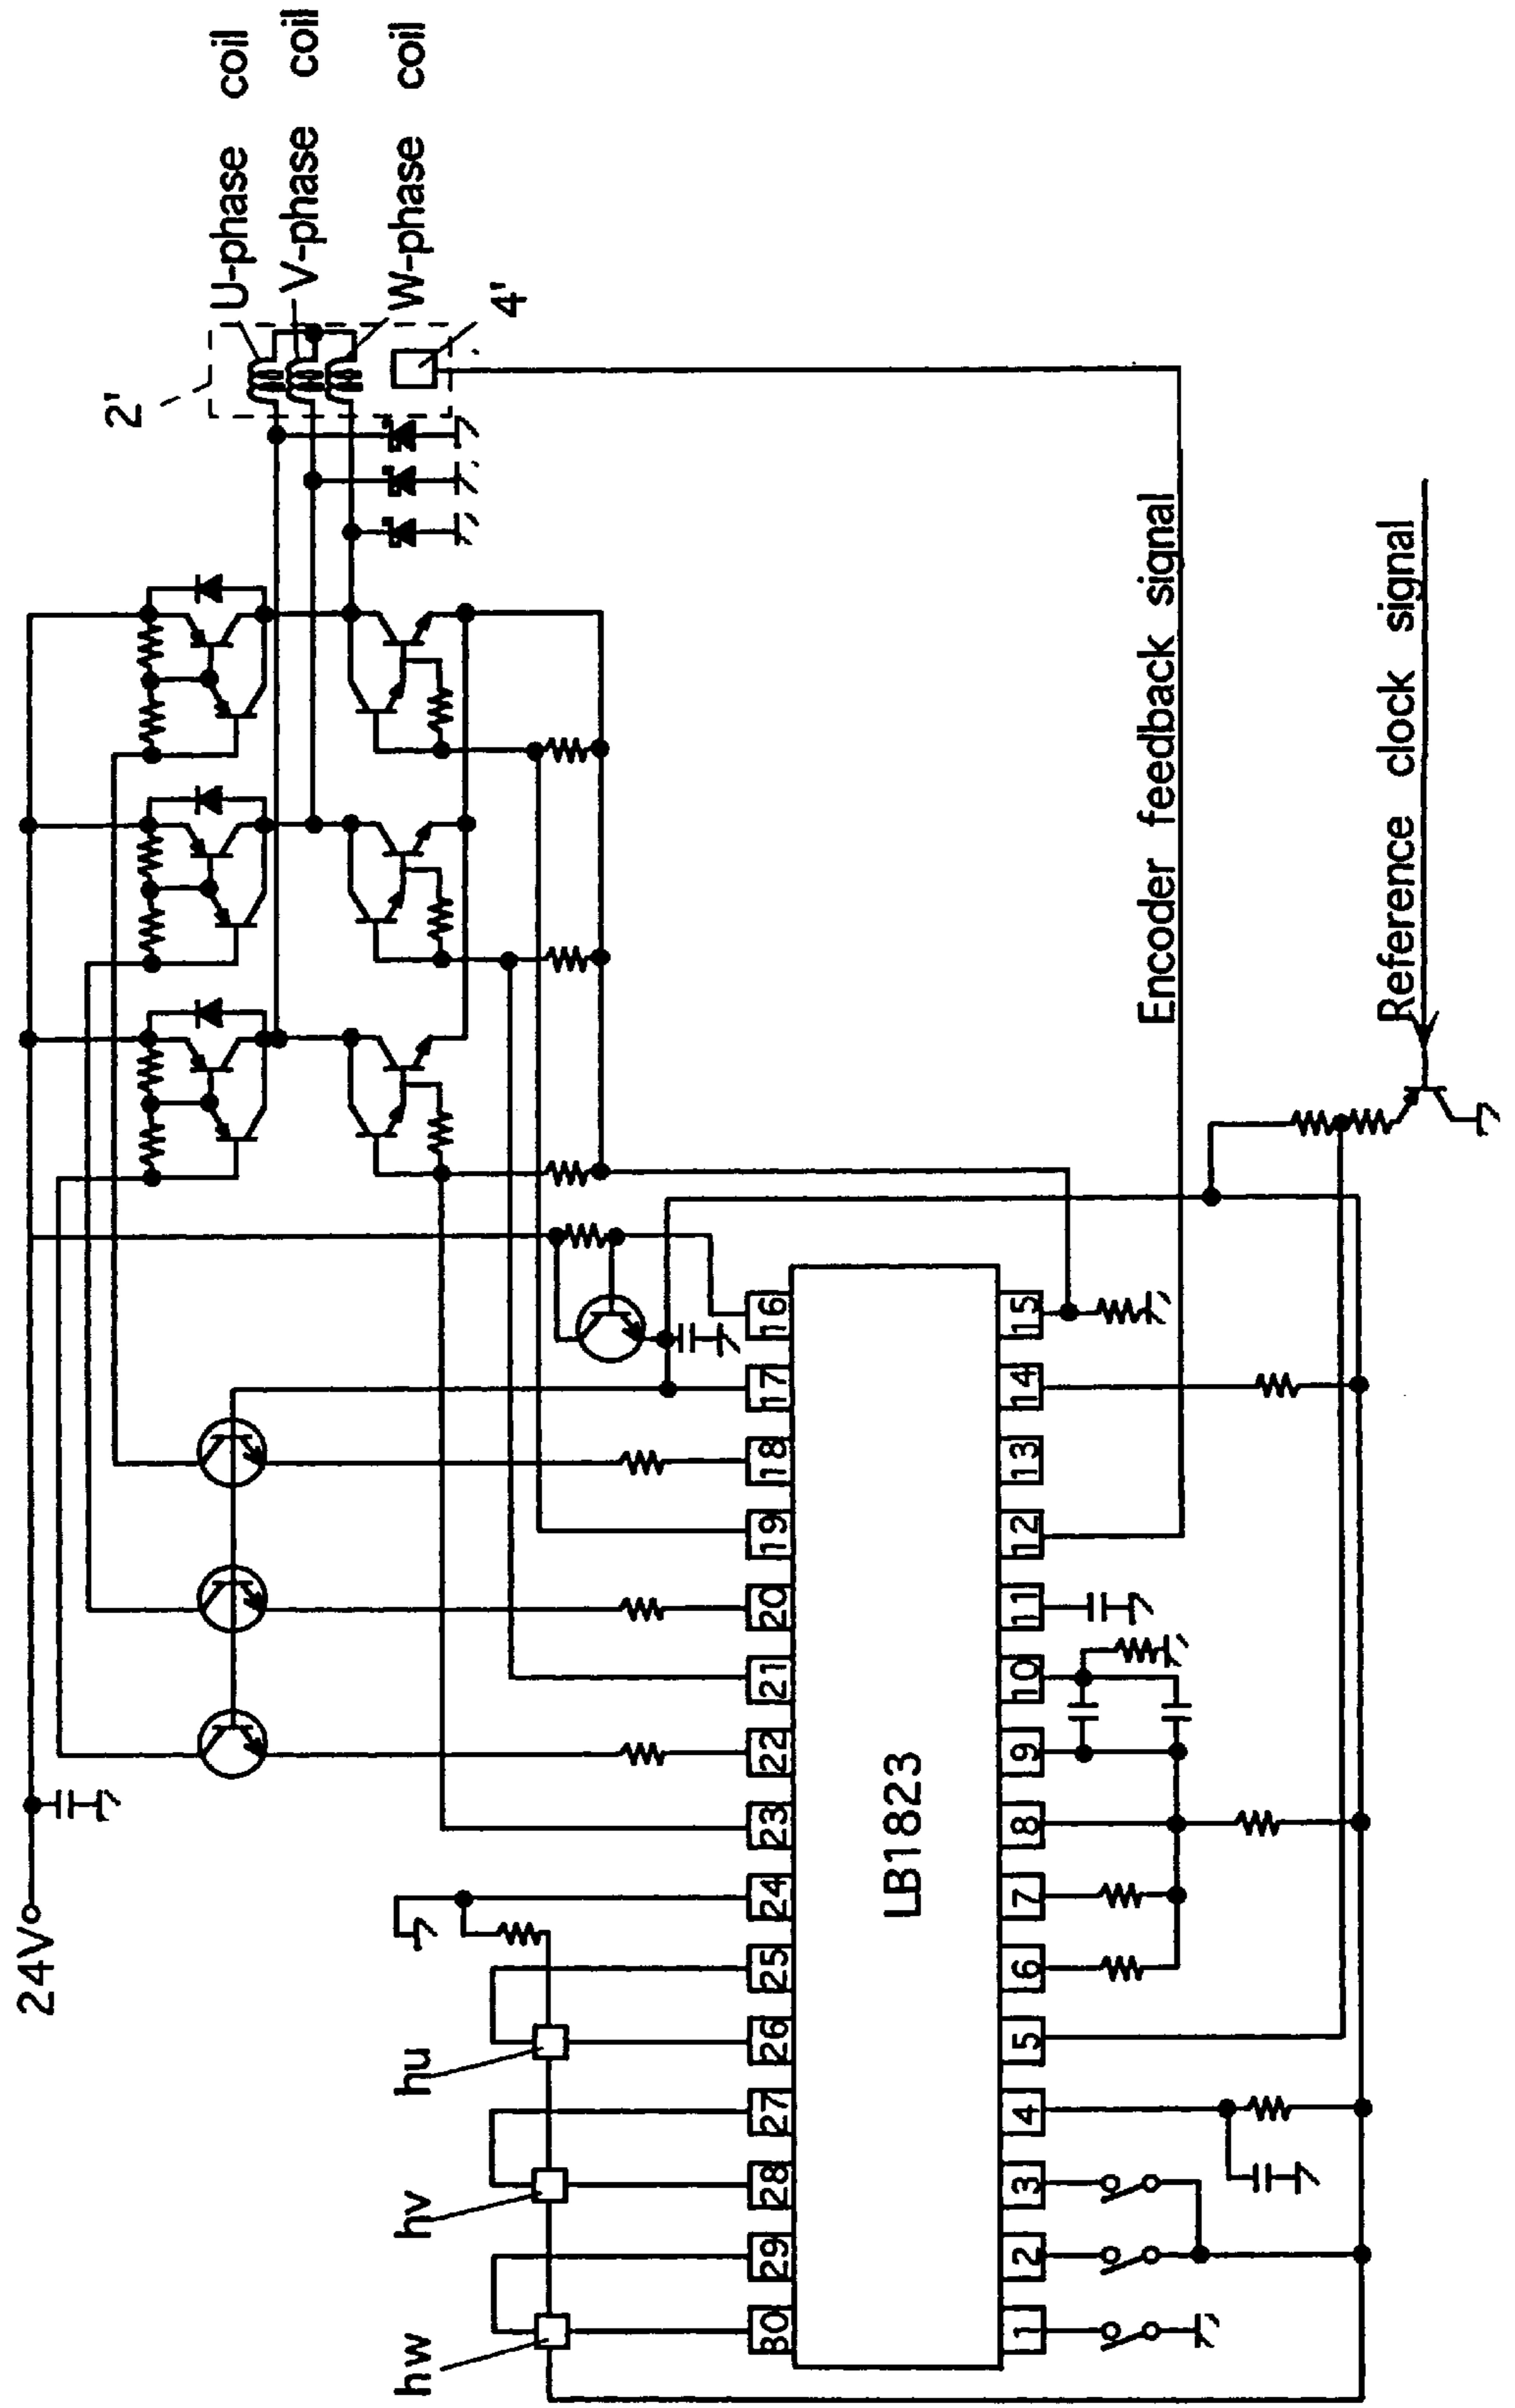 U-phase coil
V-phase coil
W-phase coil
2'
4'
24V
Encoder feedback signal
Reference clock signal
hw
hv
hu
30 29 28 27 26 25 24 23 22 21 20 19 18 17 16
LB1823
1 2 3 4 5 6 7 8 9 10 11 12 13 14 15